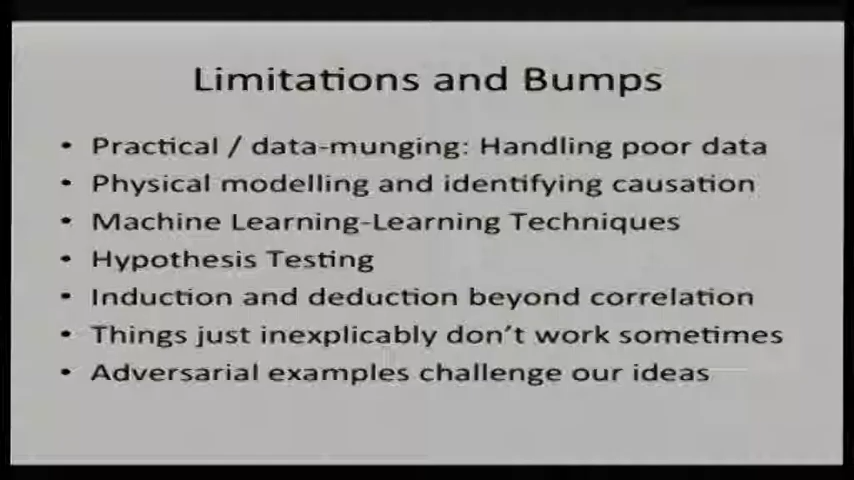 Limitations and Bumps
• Practical / data-munging: Handling poor data
• Physical modelling and identifying causation
• Machine Learning-Learning Techniques
• Hypothesis Testing
• Induction and deduction beyond correlation
• Things just inexplicably don't work sometimes
• Adversarial examples challenge our ideas